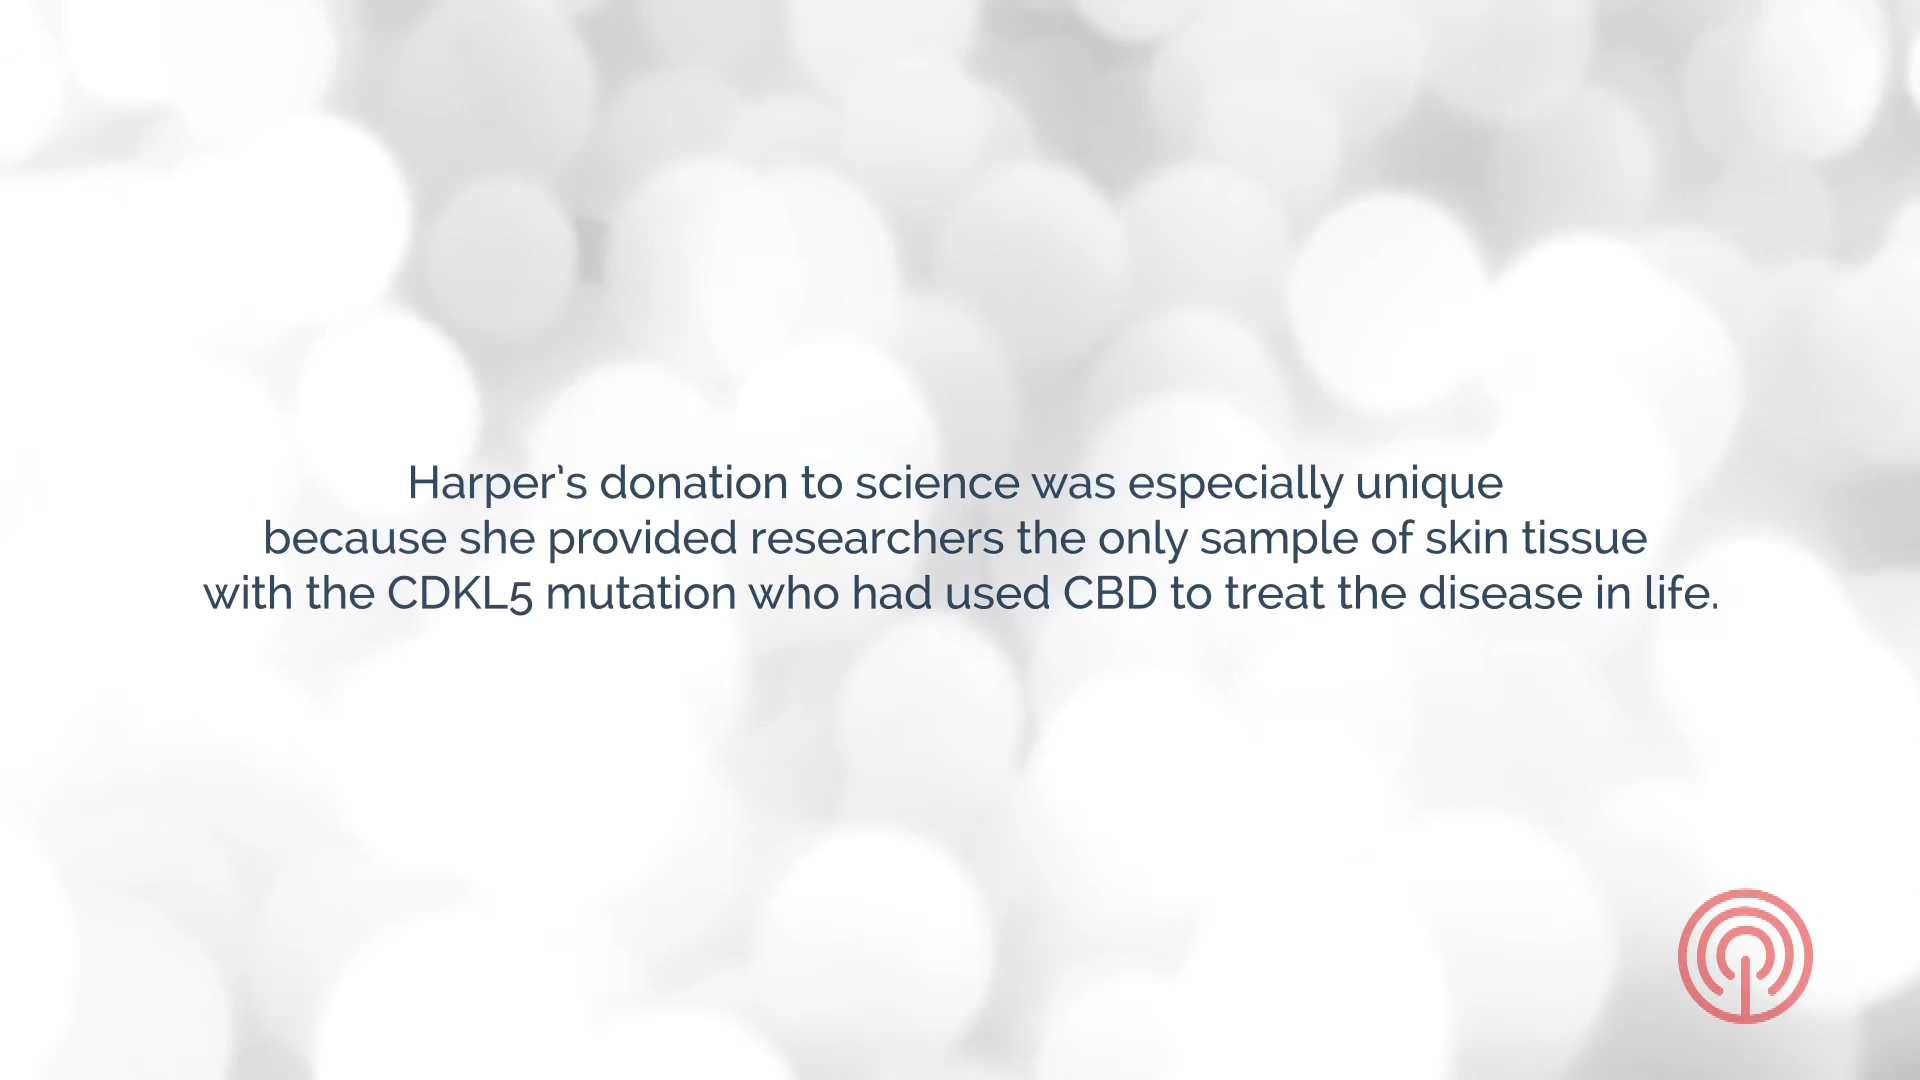 Harper's donation to science was especially unique
because she provided researchers the only sample of skin tissue
with the CDKL5 mutation who had used CBD to treat the disease in life.